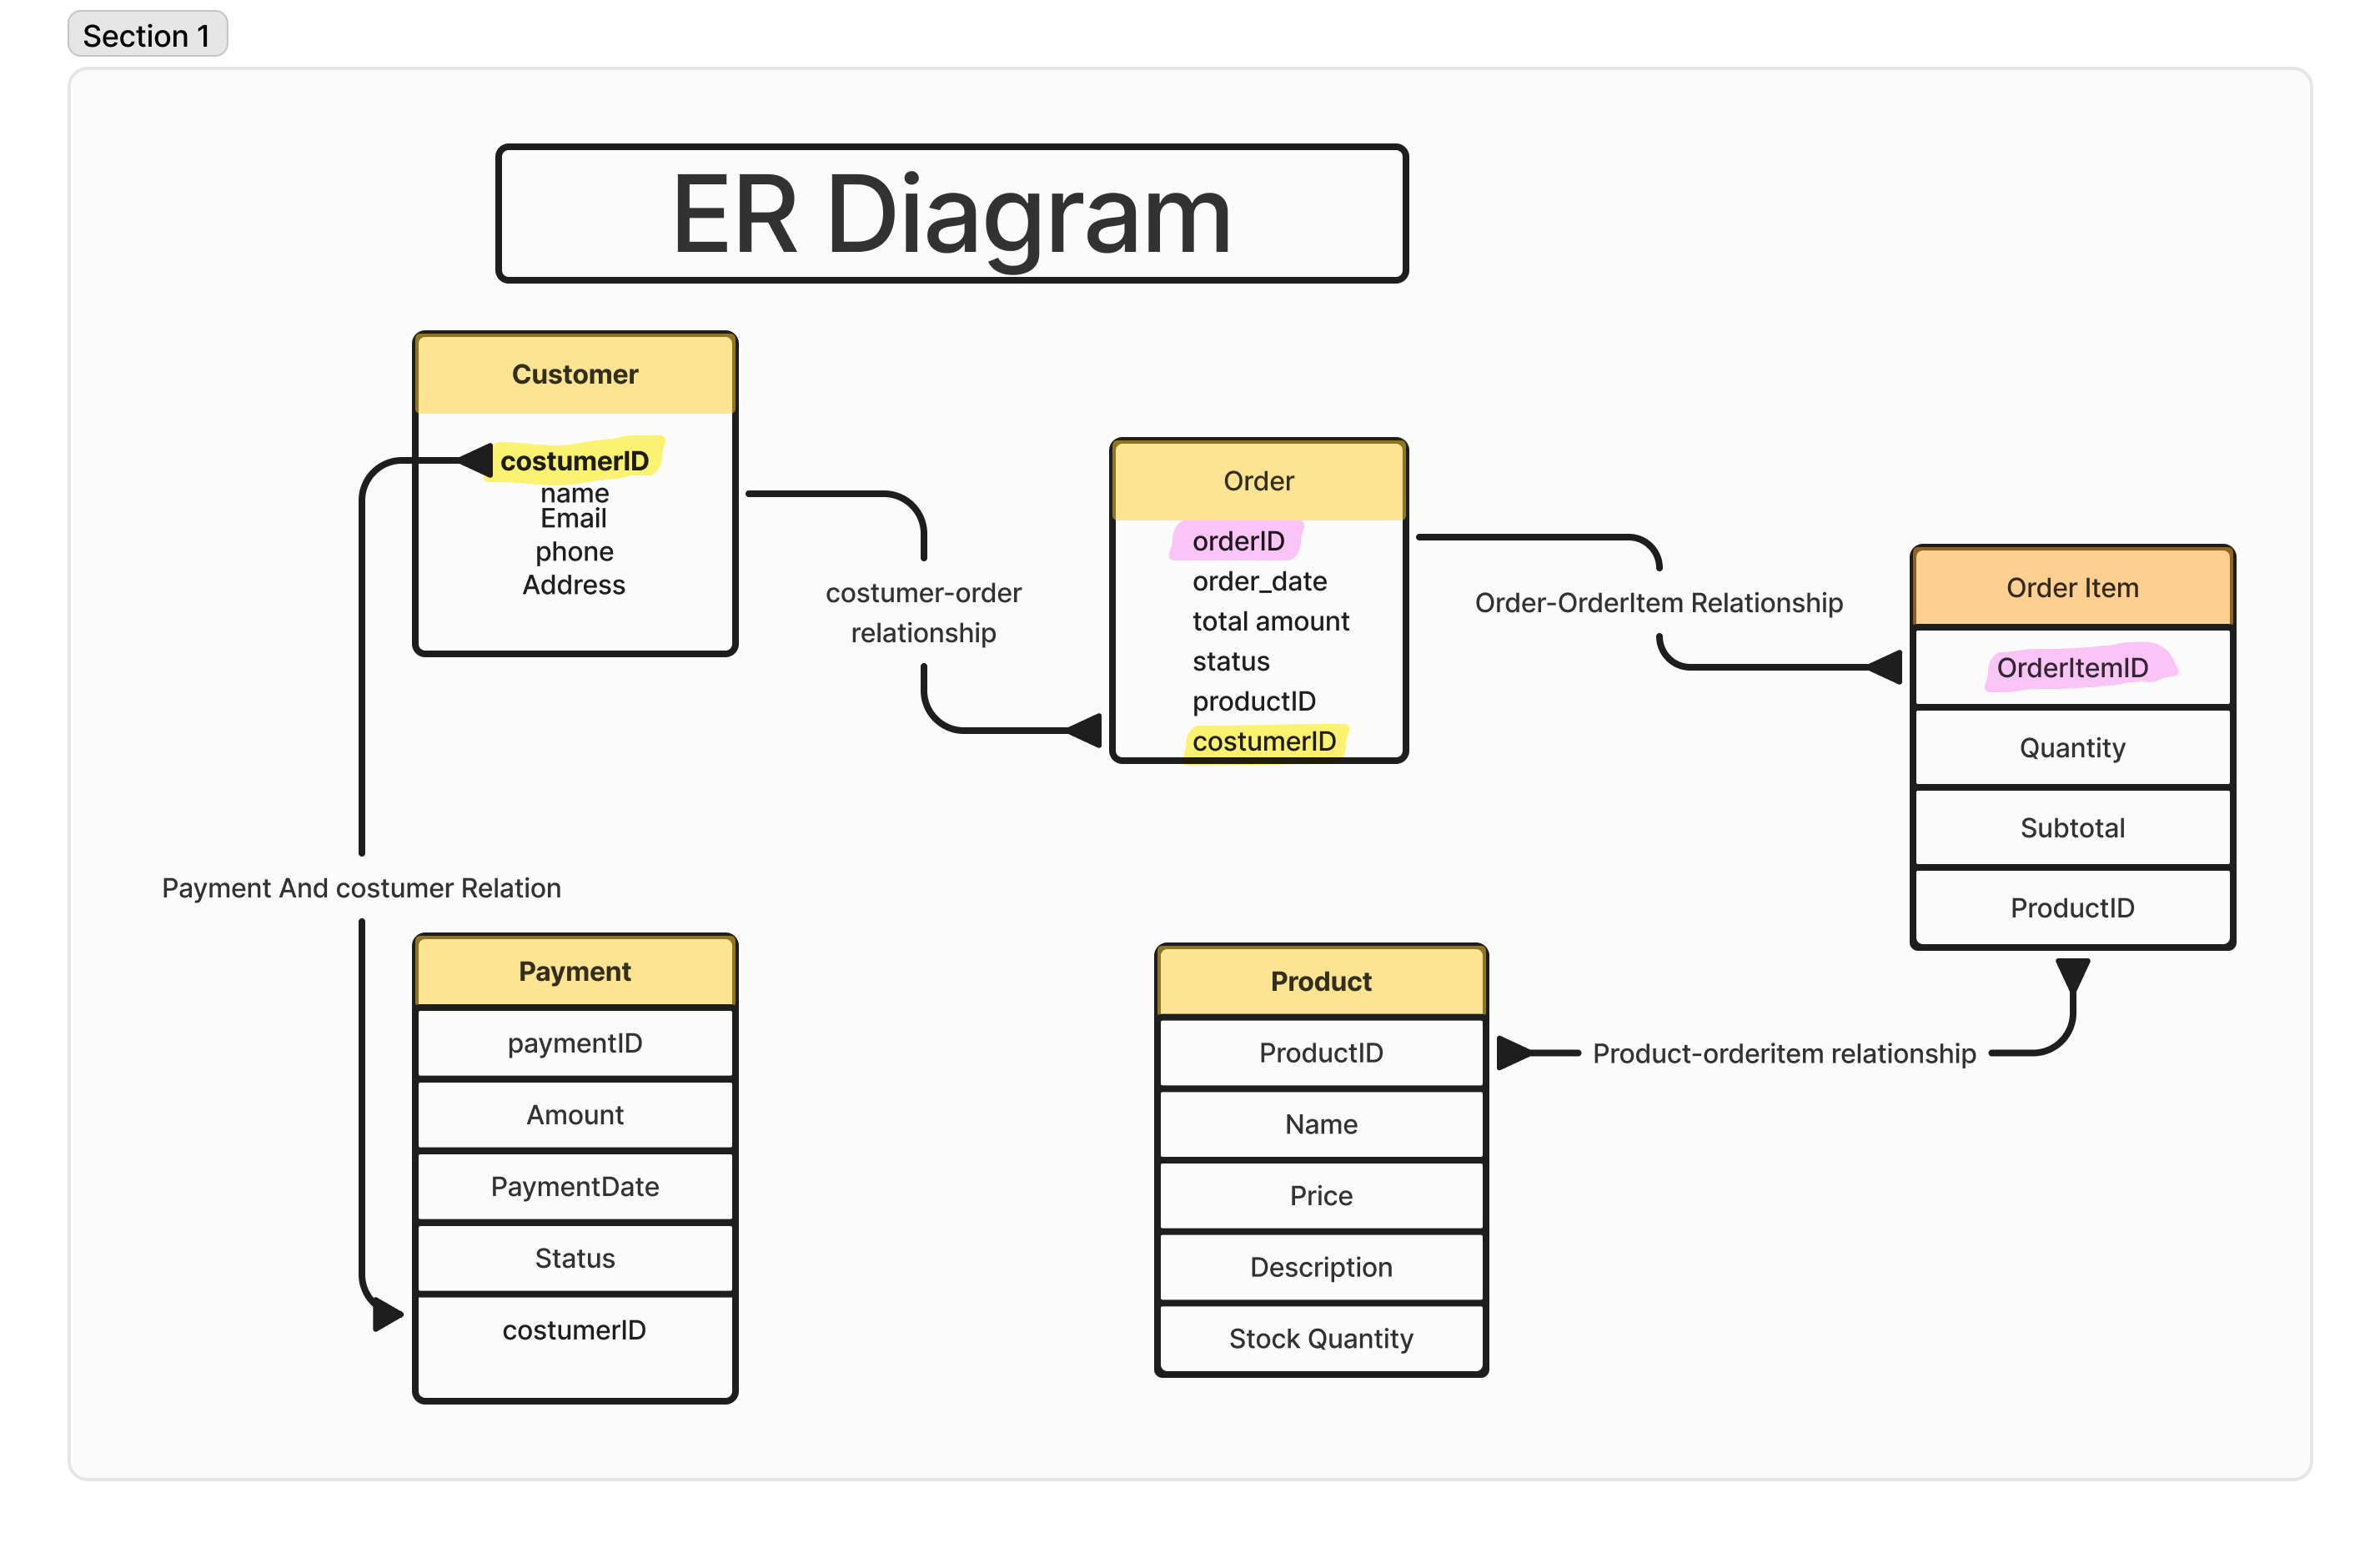 Section 1
ER Diagram
Customer
costumerID
name
Email
phone
Address
costumer-order
relationship
Order
orderID
order_date
total amount
status
productID
costumerID
Order-OrderItem Relationship
Order Item
OrderItemID
Quantity
Subtotal
ProductID
Payment And costumer Relation
Payment
paymentID
Amount
PaymentDate
Status
costumerID
Product
ProductID
Name
Price
Description
Stock Quantity
Product-orderitem relationship